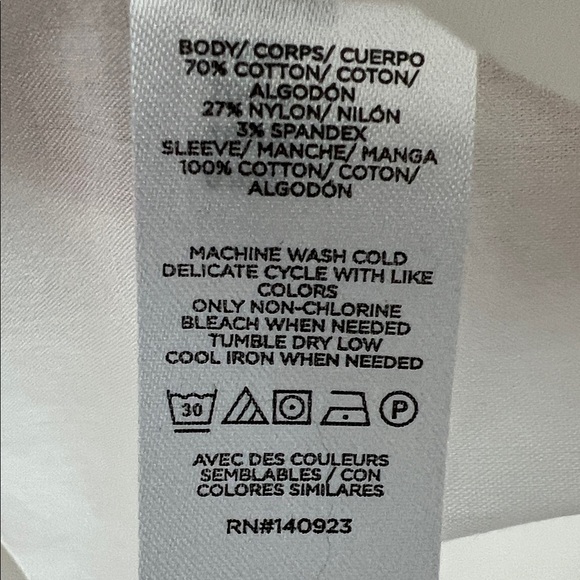 BODY/ CORPS/ CUERPO
70% COTTON/ COTON/
ALGODÓN
27% NYLON/ NILÓN
3% SPANDEX
SLEEVE/ MANCHE/ MANGA
100% COTTON/ COTON/
ALGODÓN
MACHINE WASH COLD
DELICATE CYCLE WITH LIKE
COLORS
ONLY NON-CHLORINE
BLEACH WHEN NEEDED
TUMBLE DRY LOW
COOL IRON WHEN NEEDED
30 P
AVEC DES COULEURS
SEMBLABLES / CON
COLORES SIMILARES
RN#140923